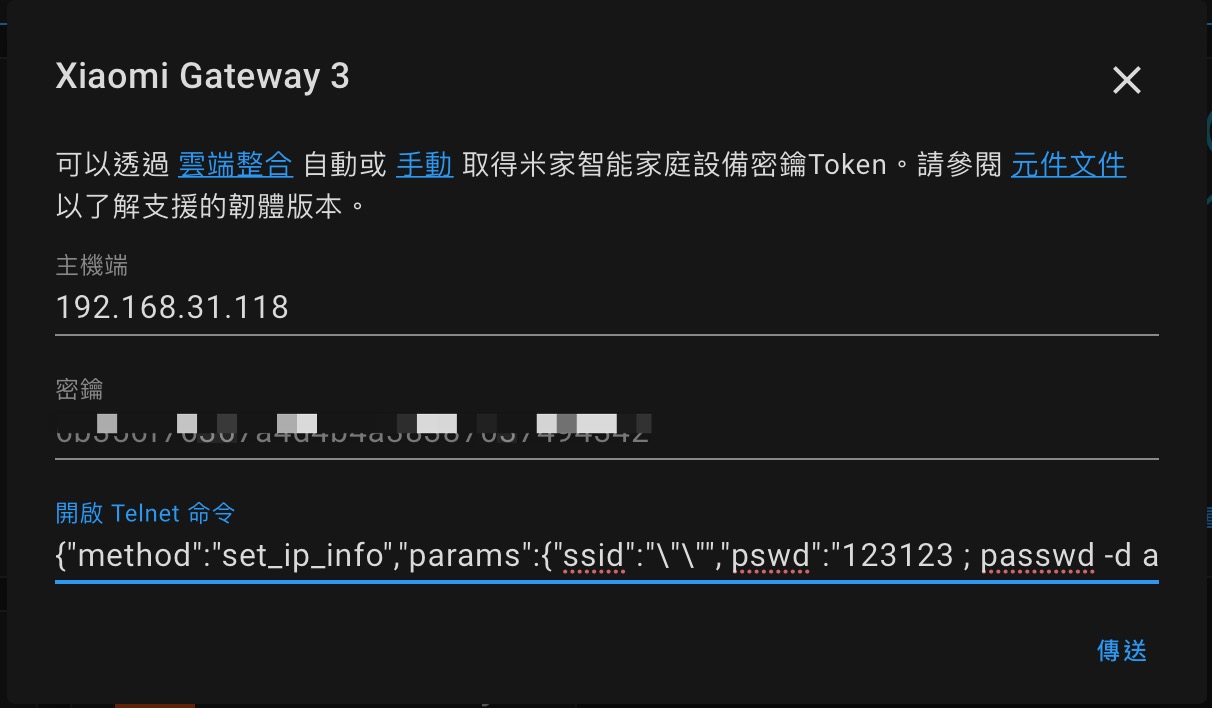 Xiaomi Gateway 3
可以透過 雲端整合 自動或 手動 取得米家智能家庭設備密鑰Token。請參閱 元件文件
以了解支援的韌體版本。
主機端
192.168.31.118
密鑰
開啟 Telnet 命令
{"method":"set_ip_info","params":{"ssid":"\"\"","pswd":"123123 ; passwd -d a
傳送